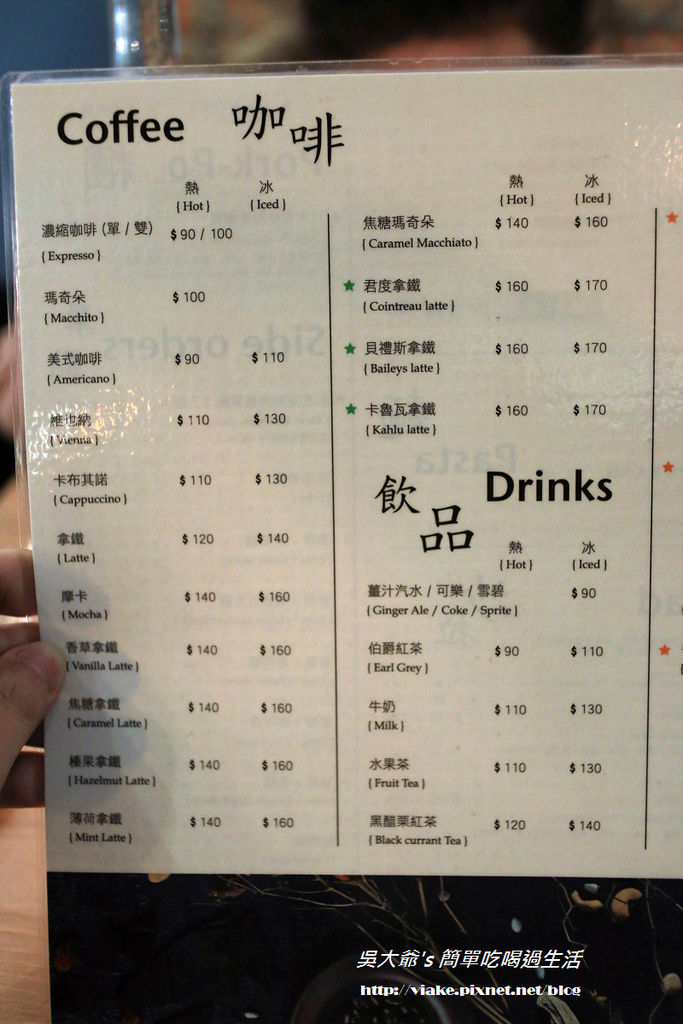 Coffee 咖啡
熱 冰
{ Hot } { Iced }
濃縮咖啡 (單 / 雙) $ 90 / 100
{ Expresso }
瑪奇朵 $ 100
{ Macchito }
美式咖啡 $ 90 $ 110
{ Americano }
維也納 $ 110 $ 130
{ Vienna }
卡布其諾 $ 110 $ 130
{ Cappuccino }
拿鐵 $ 120 $ 140
{ Latte }
摩卡 $ 140 $ 160
{ Mocha }
香草拿鐵 $ 140 $ 160
{ Vanilla Latte }
焦糖拿鐵 $ 140 $ 160
{ Caramel Latte }
榛果拿鐵 $ 140 $ 160
{ Hazelmut Latte }
薄荷拿鐵 $ 140 $ 160
{ Mint Latte }
熱 冰
{ Hot } { Iced }
焦糖瑪奇朵 $ 140 $ 160
{ Caramel Macchiato }
★ 君度拿鐵 $ 160 $ 170
{ Cointreau latte }
★ 貝禮斯拿鐵 $ 160 $ 170
{ Baileys latte }
★ 卡魯瓦拿鐵 $ 160 $ 170
{ Kahlu latte }
飲品 Drinks
熱 冰
{ Hot } { Iced }
薑汁汽水 / 可樂 / 雪碧 $ 90
{ Ginger Ale / Coke / Sprite }
伯爵紅茶 $ 90 $ 110
{ Earl Grey }
牛奶 $ 110 $ 130
{ Milk }
水果茶 $ 110 $ 130
{ Fruit Tea }
黑醋栗紅茶 $ 120 $ 140
{ Black currant Tea }
吳大爺's 簡單吃喝過生活
http://viake.pixnet.net/blog